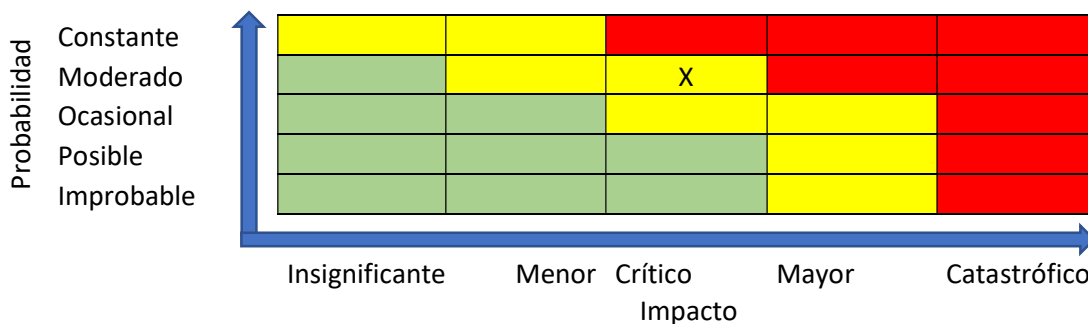 Probabilidad
Constante
Moderado X
Ocasional
Posible
Improbable
Insignificante Menor Crítico Mayor Catastrófico
Impacto